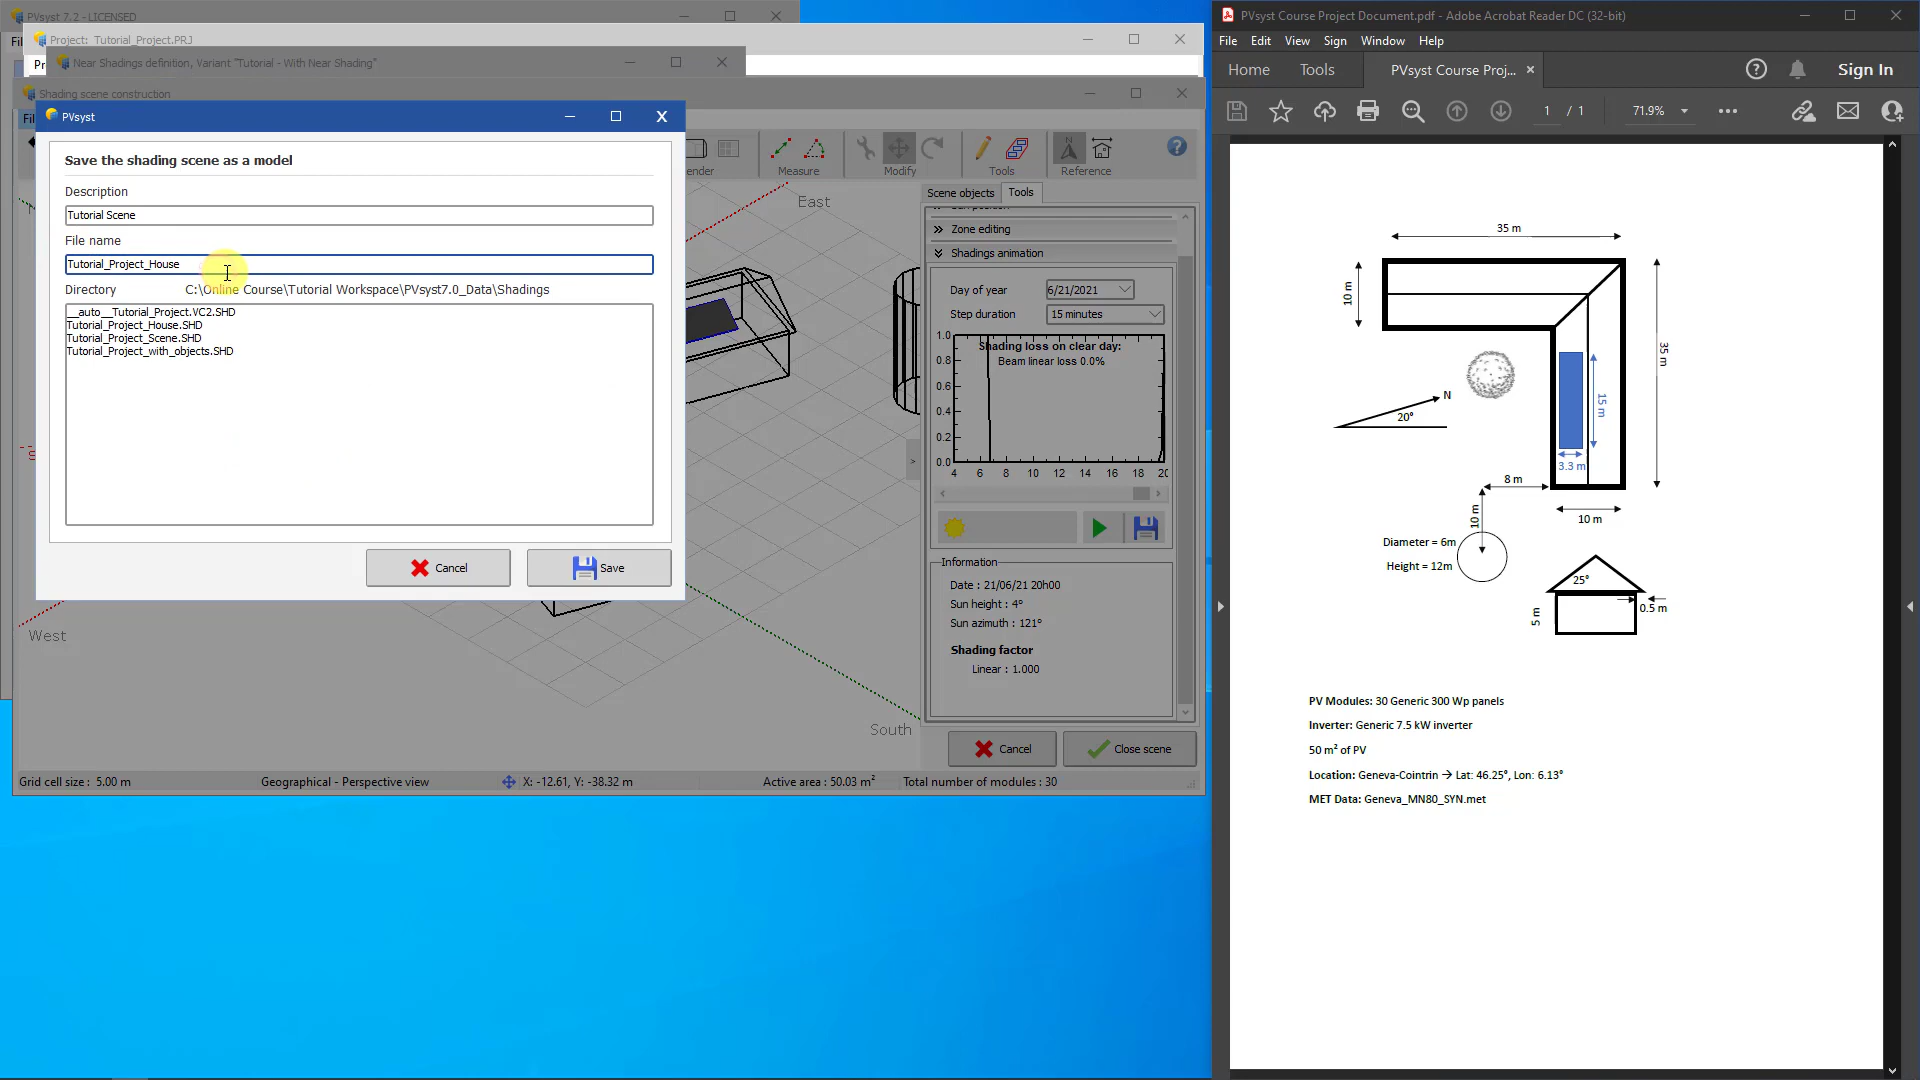 PVsyst 7.2 - LICENSED
Fil
Project: Tutorial_Project.PRJ
Pr
Near Shadings definition, Variant "Tutorial - With Near Shading"
Shading scene construction
Fil
PVsyst
Save the shading scene as a model
Description
Tutorial Scene
File name
Tutorial_Project_House
Directory C:\Online Course\Tutorial Workspace\PVsyst7.0_Data\Shadings
__auto__Tutorial_Project.VC2.SHD
Tutorial_Project_House.SHD
Tutorial_Project_Scene.SHD
Tutorial_Project_with_objects.SHD
Cancel
Save
ender
Measure
Modify
Tools
Reference
East
West
South
Scene objects
Tools
Zone editing
Shadings animation
Day of year 6/21/2021
Step duration 15 minutes
Shading loss on clear day:
Beam linear loss 0.0%
1.0
0.8
0.6
0.4
0.2
0.0
4 6 8 10 12 14 16 18 20
Information
Date : 21/06/21 20h00
Sun height : 4°
Sun azimuth : 121°
Shading factor
Linear : 1.000
Cancel
Close scene
Grid cell size : 5.00 m
Geographical - Perspective view
X: -12.61, Y: -38.32 m
Active area : 50.03 m²
Total number of modules : 30
PVsyst Course Project Document.pdf - Adobe Acrobat Reader DC (32-bit)
File Edit View Sign Window Help
Home Tools
PVsyst Course Proj...
Sign In
1 / 1
71.9%
35 m
10 m
35 m
15 m
N
20°
3.3 m
8 m
10 m
10 m
Diameter = 6m
Height = 12m
25°
5 m
0.5 m
PV Modules: 30 Generic 300 Wp panels
Inverter: Generic 7.5 kW inverter
50 m² of PV
Location: Geneva-Cointrin → Lat: 46.25°, Lon: 6.13°
MET Data: Geneva_MN80_SYN.met